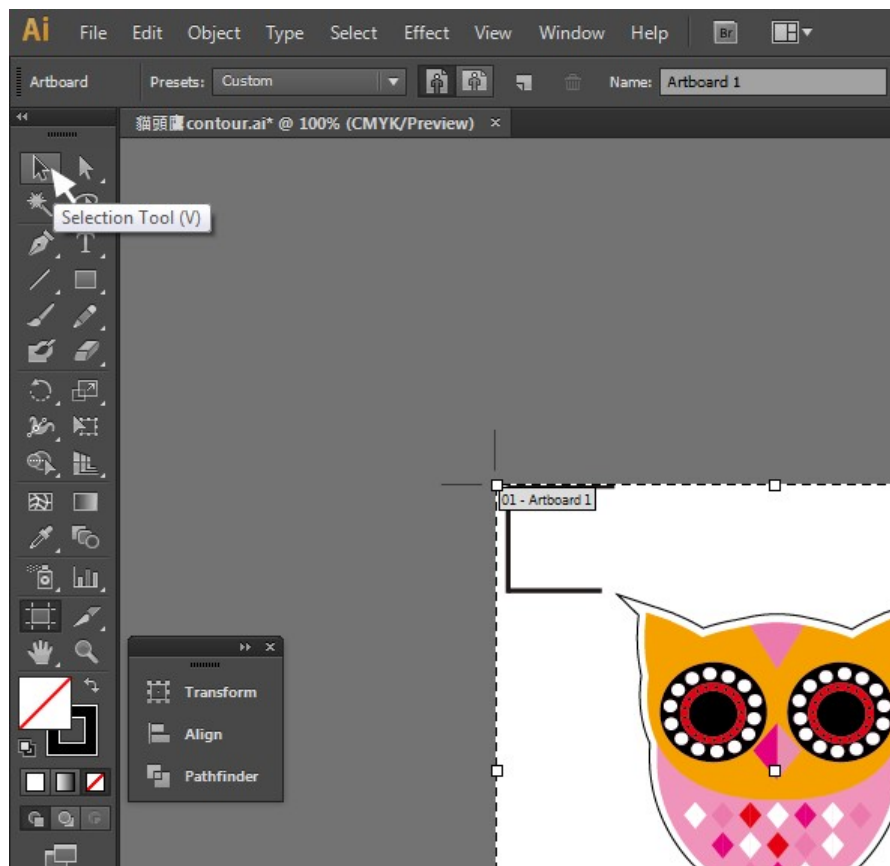 Ai File Edit Object Type Select Effect View Window Help Br
Artboard Presets: Custom Name: Artboard 1
貓頭鷹contour.ai* @ 100% (CMYK/Preview) ×
Selection Tool (V)
T
01 - Artboard 1
Transform
Align
Pathfinder